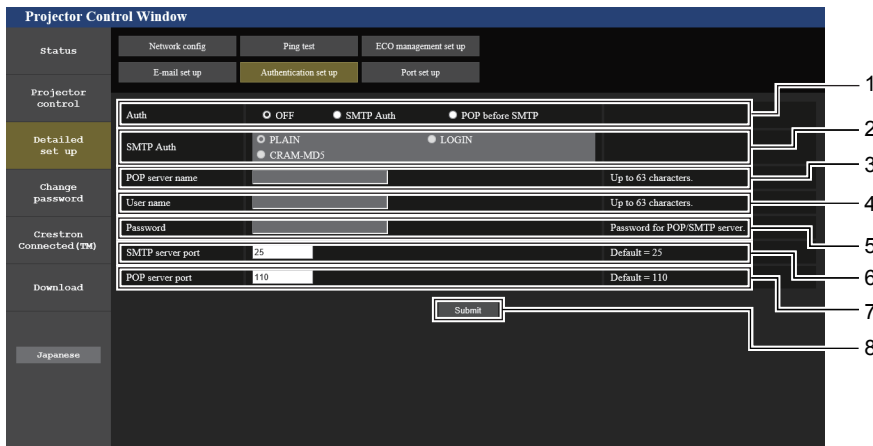 Projector Control Window
Status
Network config
Ping test
ECO management set up
E-mail set up
Authentication set up
Port set up
Projector
control
Detailed
set up
Change
password
Crestron
Connected(TM)
Download
Japanese
Auth
OFF
SMTP Auth
POP before SMTP
1
SMTP Auth
PLAIN
LOGIN
CRAM-MD5
2
POP server name
Up to 63 characters.
3
User name
Up to 63 characters.
4
Password
Password for POP/SMTP server.
5
SMTP server port
25
Default = 25
6
POP server port
110
Default = 110
7
Submit
8